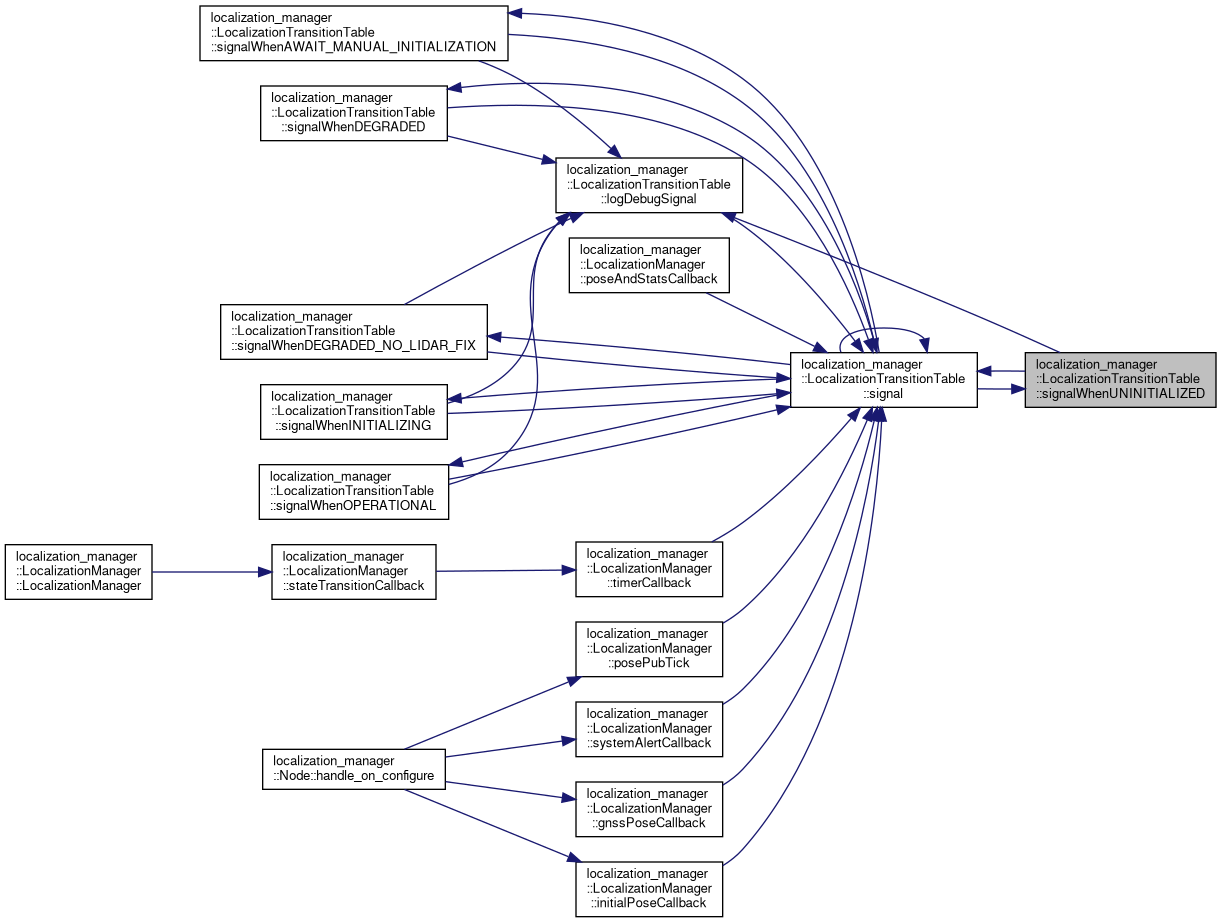 localization_manager
::LocalizationTransitionTable
::signalWhenAWAIT_MANUAL_INITIALIZATION
localization_manager
::LocalizationTransitionTable
::signalWhenDEGRADED
localization_manager
::LocalizationTransitionTable
::logDebugSignal
localization_manager
::LocalizationManager
::poseAndStatsCallback
localization_manager
::LocalizationTransitionTable
::signalWhenDEGRADED_NO_LIDAR_FIX
localization_manager
::LocalizationTransitionTable
::signal
localization_manager
::LocalizationTransitionTable
::signalWhenUNINITIALIZED
localization_manager
::LocalizationTransitionTable
::signalWhenINITIALIZING
localization_manager
::LocalizationTransitionTable
::signalWhenOPERATIONAL
localization_manager
::LocalizationManager
::LocalizationManager
localization_manager
::LocalizationManager
::stateTransitionCallback
localization_manager
::LocalizationManager
::timerCallback
localization_manager
::LocalizationManager
::posePubTick
localization_manager
::LocalizationManager
::systemAlertCallback
localization_manager
::Node::handle_on_configure
localization_manager
::LocalizationManager
::gnssPoseCallback
localization_manager
::LocalizationManager
::initialPoseCallback